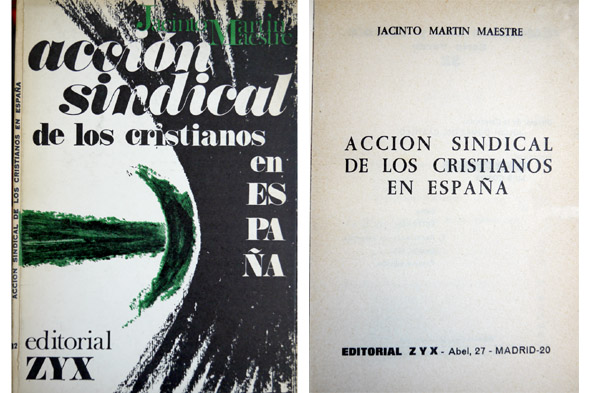 Jacinto Martin
Maestre
accion
sindical
de los cristianos
en
ES
PA
ÑA
ACCION SINDICAL DE LOS CRISTIANOS EN ESPAÑA
editorial
ZYX
JACINTO MARTIN MAESTRE
ACCION SINDICAL
DE LOS CRISTIANOS
EN ESPAÑA
EDITORIAL ZYX - Abel, 27 - MADRID-20